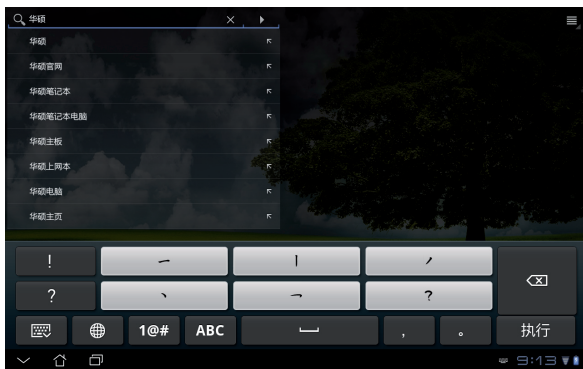 华硕
华硕
华硕官网
华硕笔记本
华硕笔记本电脑
华硕主板
华硕上网本
华硕电脑
华硕主页
! 一 丨 丿
? 丶 乛 ?
1@# ABC , 。 执行
9:13